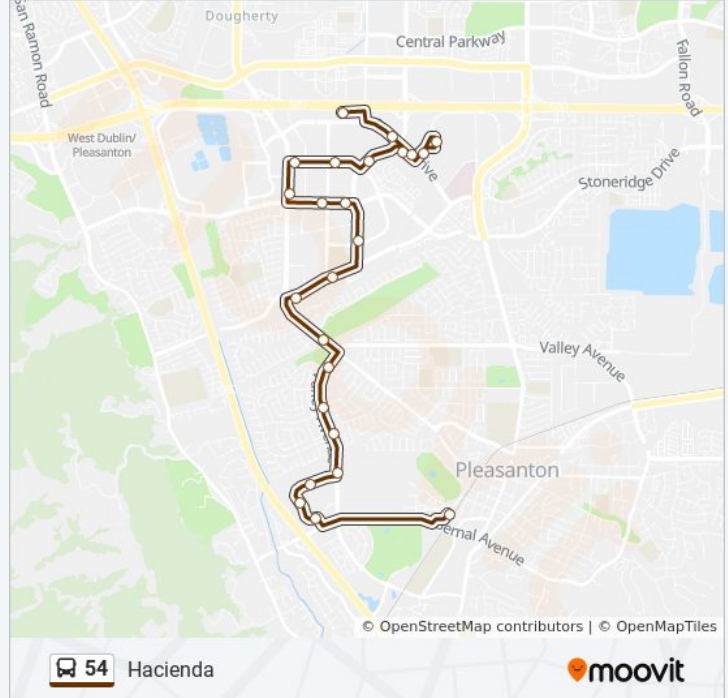 Dougherty
San Ramon Road
Central Parkway
Fallon Road
West Dublin/
Pleasanton
Drive
Stoneridge Drive
Valley Avenue
Pleasanton
Bernal Avenue
© OpenStreetMap contributors | © OpenMapTiles
54 Hacienda
moovit